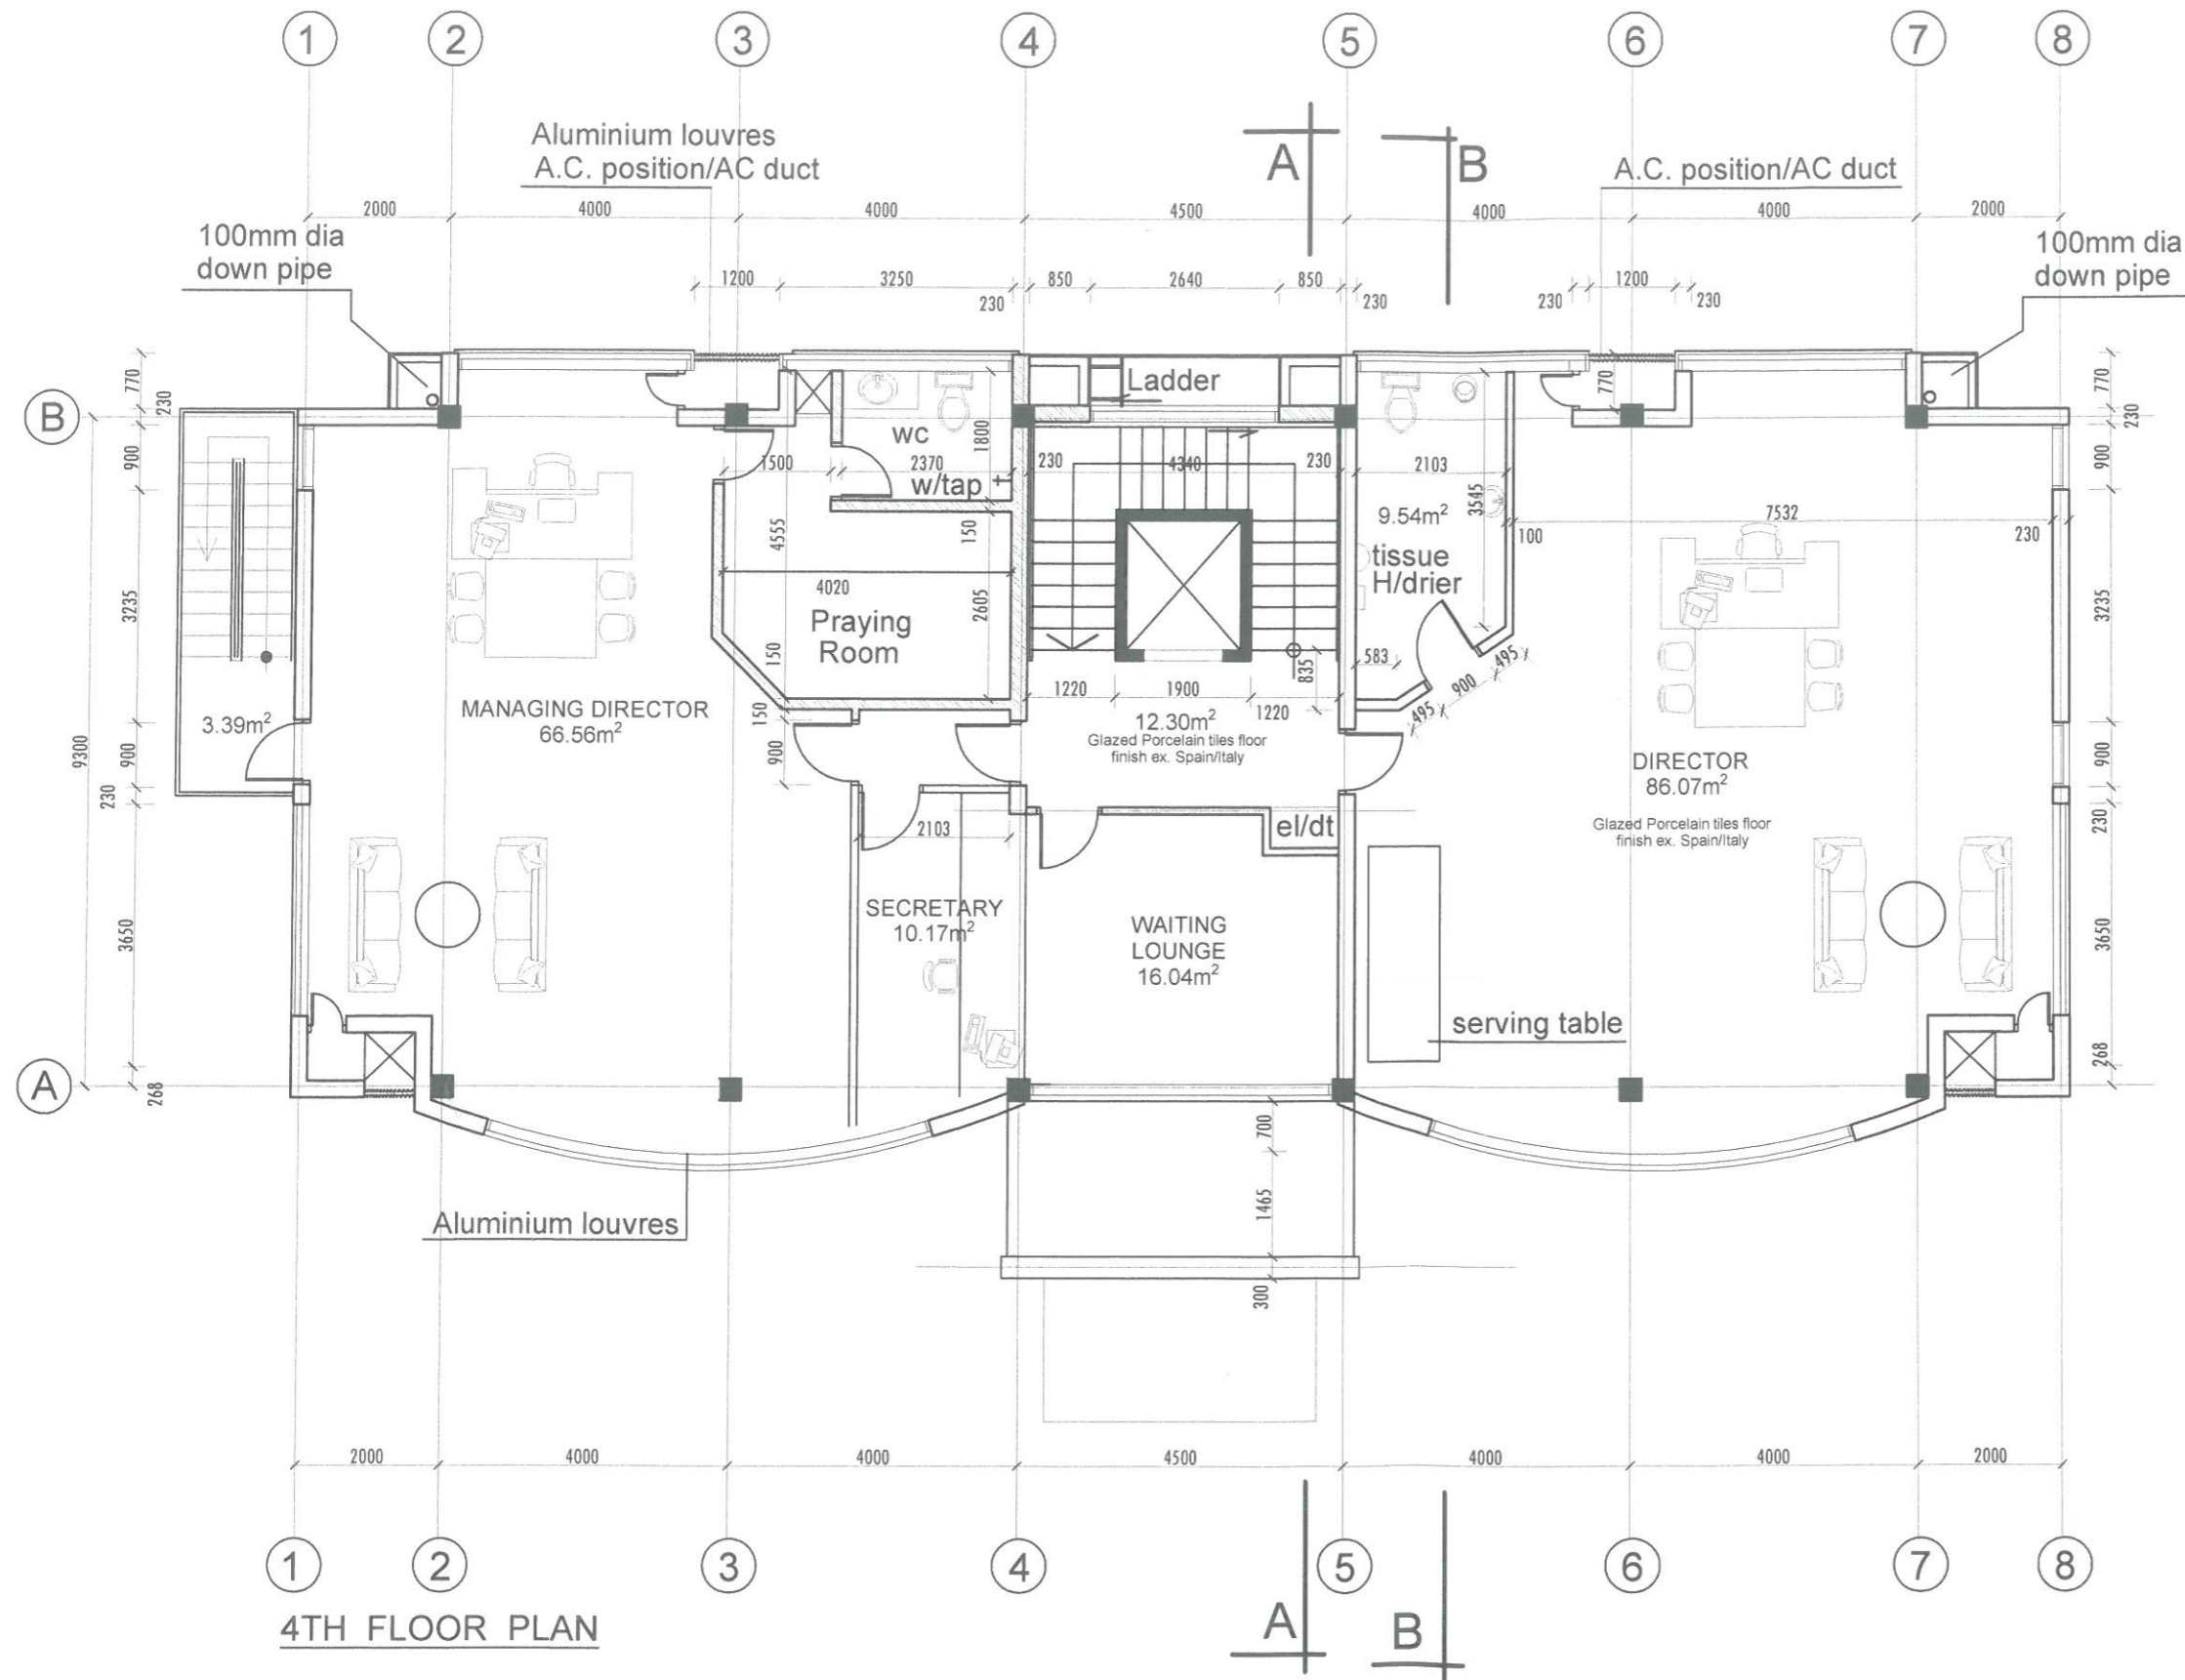 1 2 3 4 5 6 7 8
Aluminium louvres
A.C. position/AC duct
A
B
A.C. position/AC duct
2000 4000 4000 4500 4000 4000 2000
100mm dia
down pipe
100mm dia
down pipe
1200 3250 230 850 2640 850 230 230 1200 230
770
230
900
3235
900
230
3650
268
9300
B
A
770
230
900
3235
900
230
3650
268
Ladder
wc
1800
1500 2370
w/tap
230 4340 230
2103
3545
770
9.54m²
7532
100
230
4555
150
4020
2605
Praying
Room
150
tissue
H/drier
583
835
495
900
495
1220 1900 1220
12.30m²
Glazed Porcelain tiles floor
finish ex. Spain/Italy
MANAGING DIRECTOR
66.56m²
3.39m²
150
900
DIRECTOR
86.07m²
Glazed Porcelain tiles floor
finish ex. Spain/Italy
2103
el/dt
SECRETARY
10.17m²
WAITING
LOUNGE
16.04m²
serving table
700
1465
300
Aluminium louvres
2000 4000 4000 4500 4000 4000 2000
1 2 3 4 5 6 7 8
A
B
4TH FLOOR PLAN